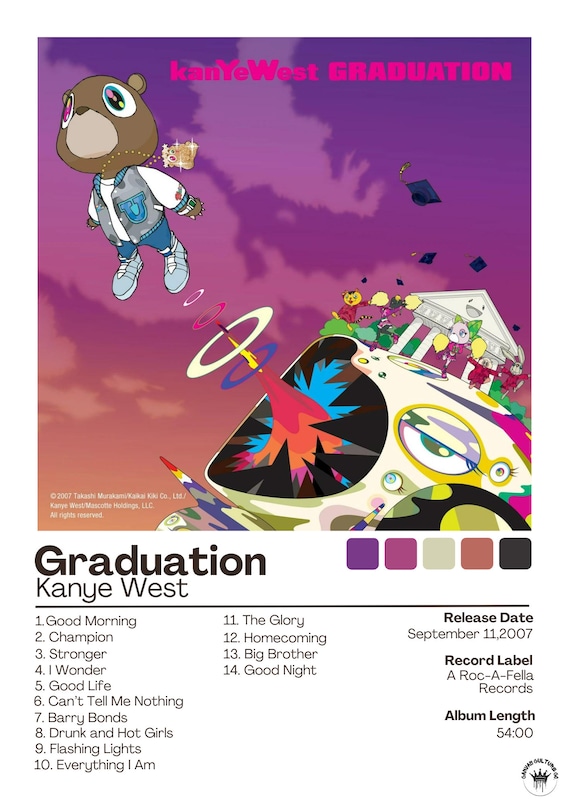 kanYeWest GRADUATION
©2007 Takashi Murakami/Kaikai Kiki Co., Ltd./
Kanye West/Mascotte Holdings, LLC.
All rights reserved.
Graduation
Kanye West
1.Good Morning
2. Champion
3. Stronger
4. I Wonder
5. Good Life
6. Can't Tell Me Nothing
7. Barry Bonds
8. Drunk and Hot Girls
9. Flashing Lights
10. Everything I Am
11. The Glory
12. Homecoming
13. Big Brother
14. Good Night
Release Date
September 11,2007
Record Label
A Roc-A-Fella
Records
Album Length
54:00